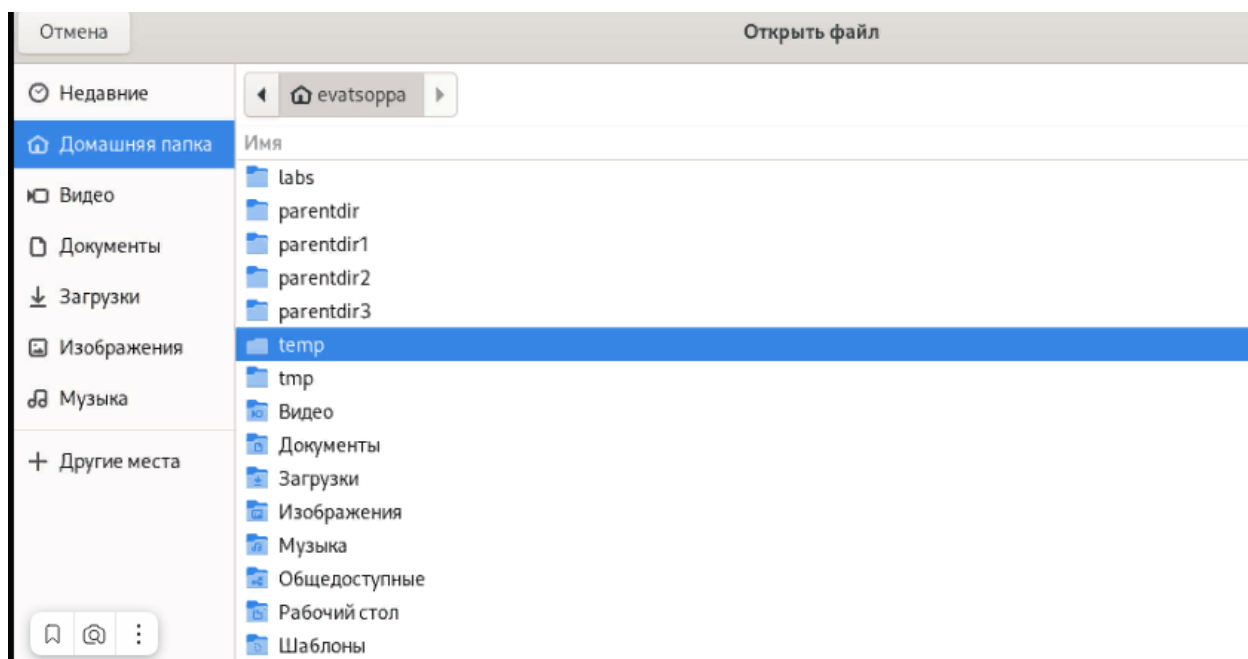 Отмена
Открыть файл
Недавние
Домашняя папка
Видео
Документы
Загрузки
Изображения
Музыка
Другие места
evatsoppa
Имя
labs
parentdir
parentdir1
parentdir2
parentdir3
temp
tmp
Видео
Документы
Загрузки
Изображения
Музыка
Общедоступные
Рабочий стол
Шаблоны